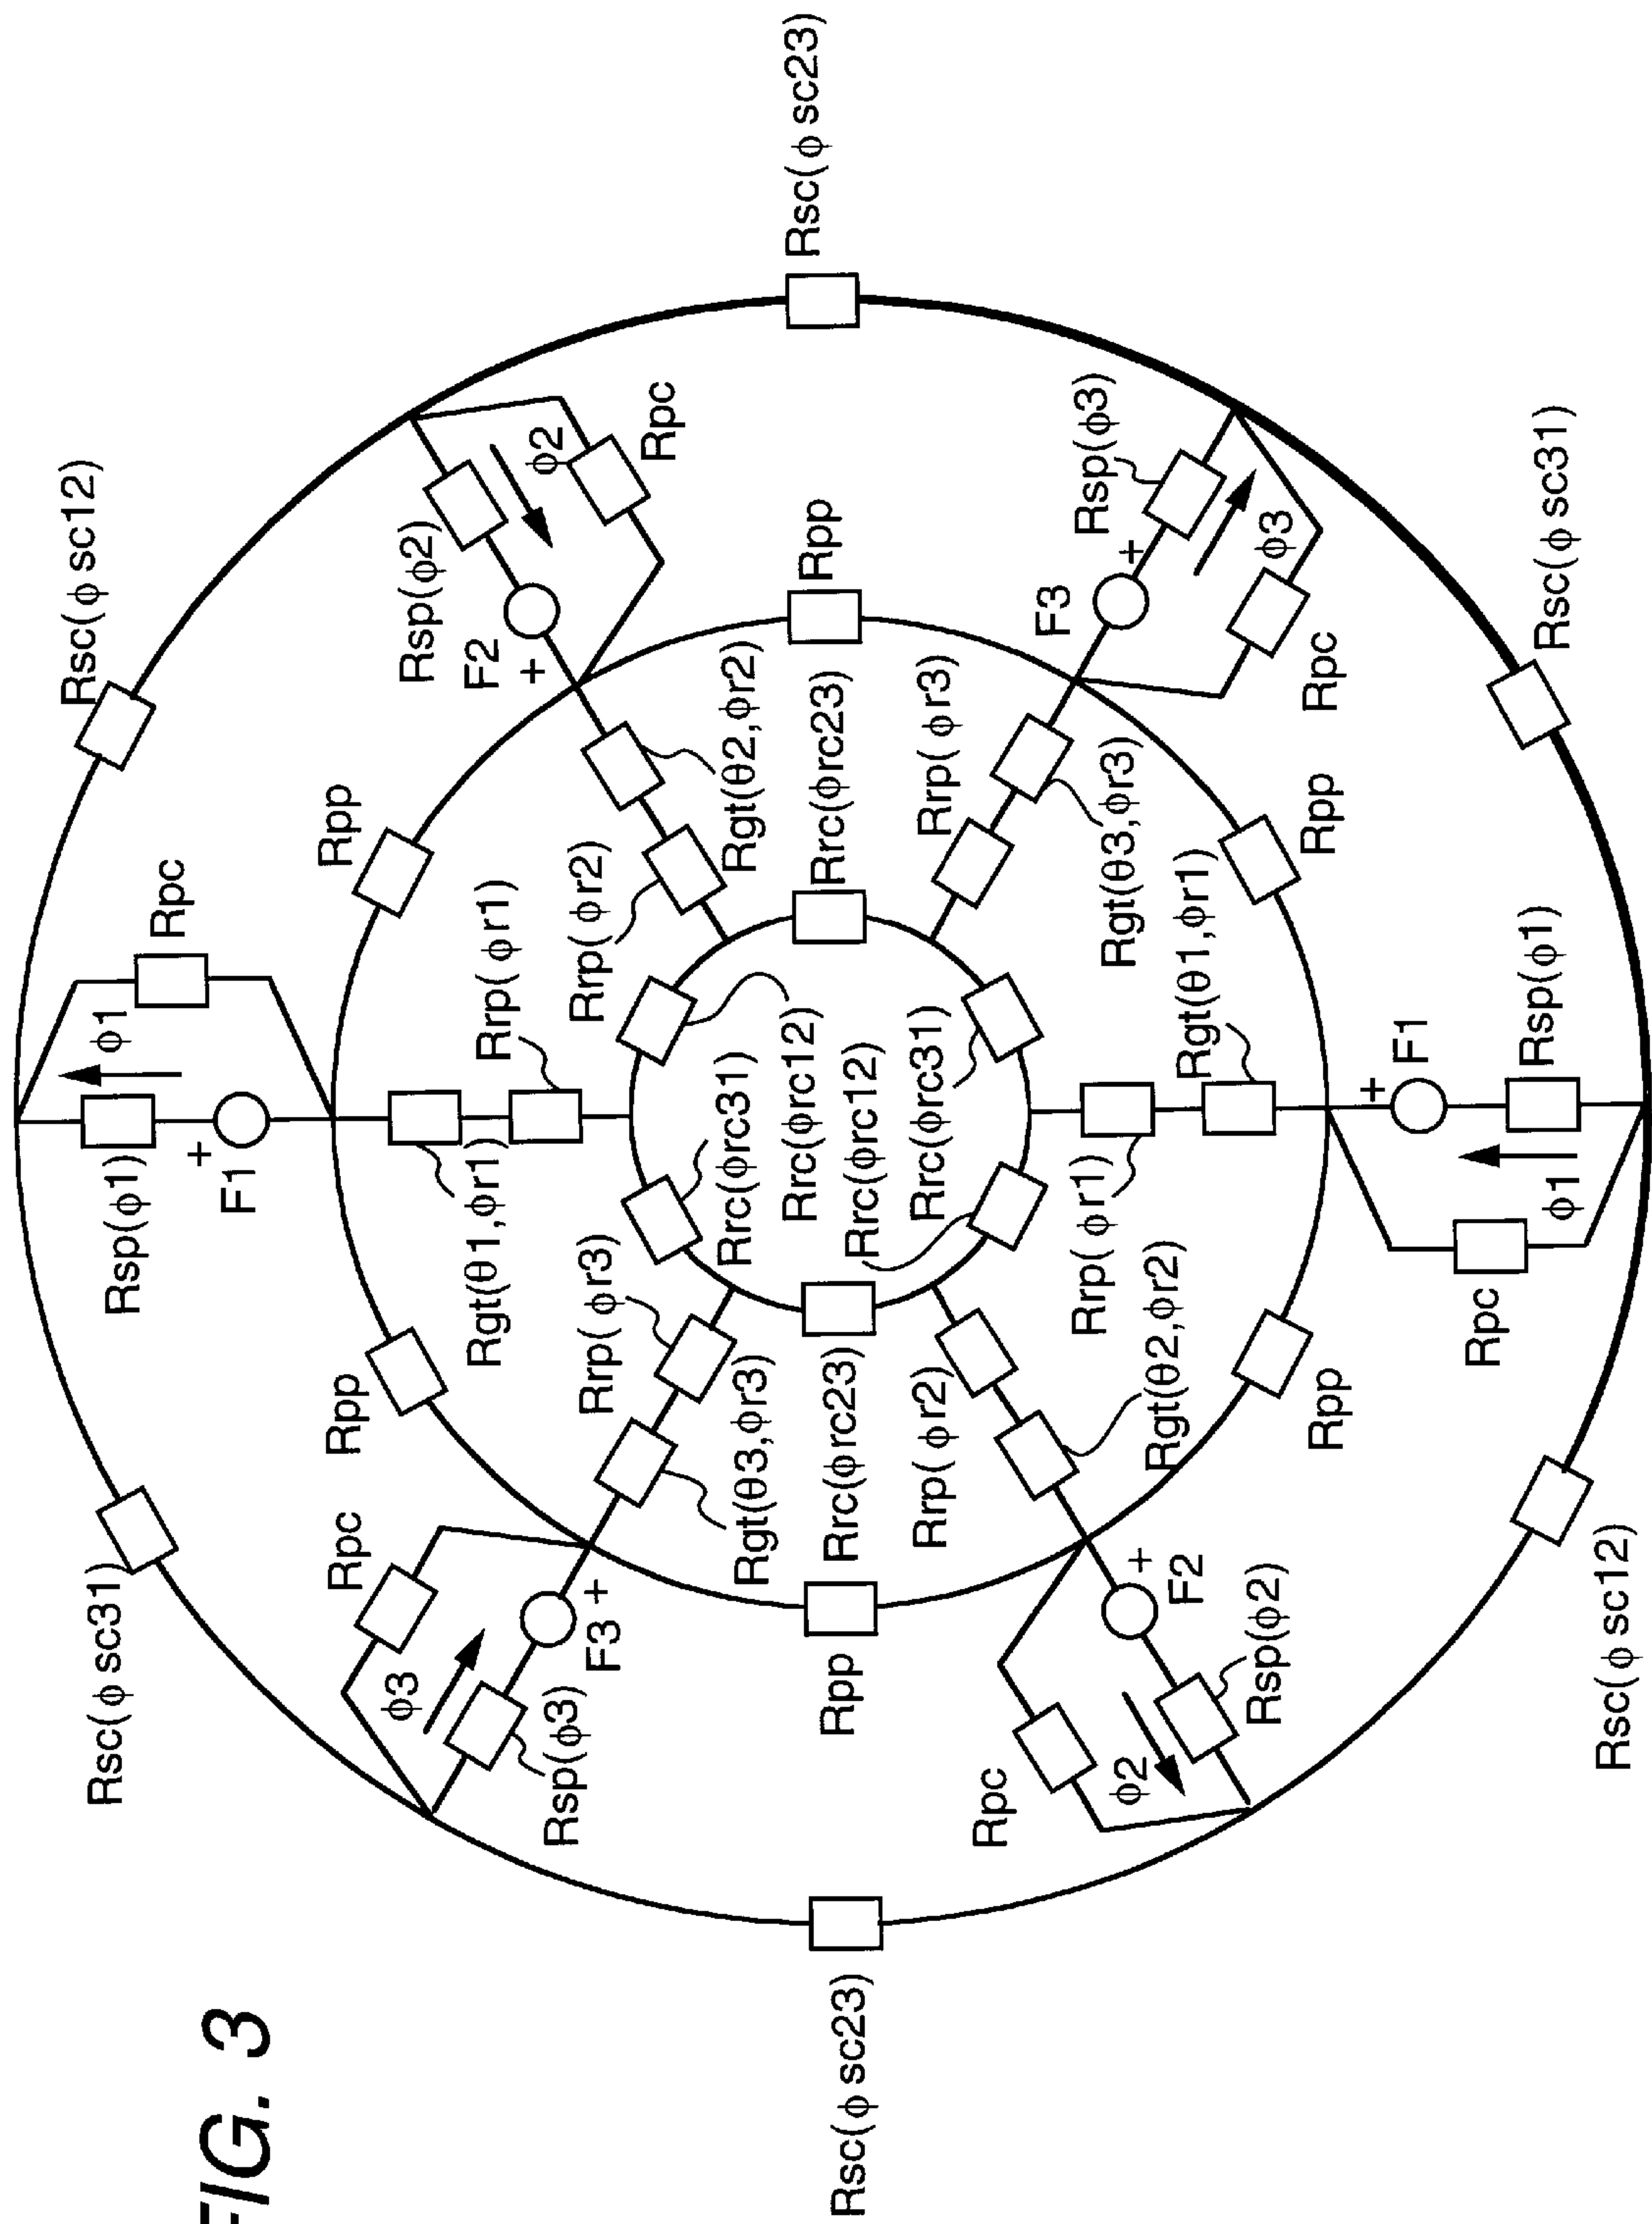 FIG. 3
Rsc(φsc23)
Rsc(φsc31)
Rsc(φsc12)
Rsp(φ1)
+
F1
φ1
Rpc
Rpp
Rpp
Rgt(θ1,φr1)
Rrp(φr1)
Rpc
φ3
F3
+
Rsp(φ3)
Rrp(φr3)
Rgt(θ3,φr3)
Rsp(φ2)
F2
+
φ2
Rpc
Rrp(φr2)
Rgt(θ2,φr2)
Rrc(φrc31)
Rrc(φrc12)
Rrc(φrc12)
Rrc(φrc31)
Rrc(φrc23)
Rrc(φrc23)
Rpp
Rpp
Rsc(φsc23)
Rrp(φr2)
Rgt(θ2,φr2)
Rpc
φ2
+
F2
Rsp(φ2)
Rrp(φr1)
Rgt(θ1,φr1)
Rrp(φr3)
Rgt(θ3,φr3)
F3
+
Rsp(φ3)
φ3
Rpc
Rpp
Rpp
+
F1
Rsp(φ1)
φ1
Rpc
Rsc(φsc12)
Rsc(φsc31)